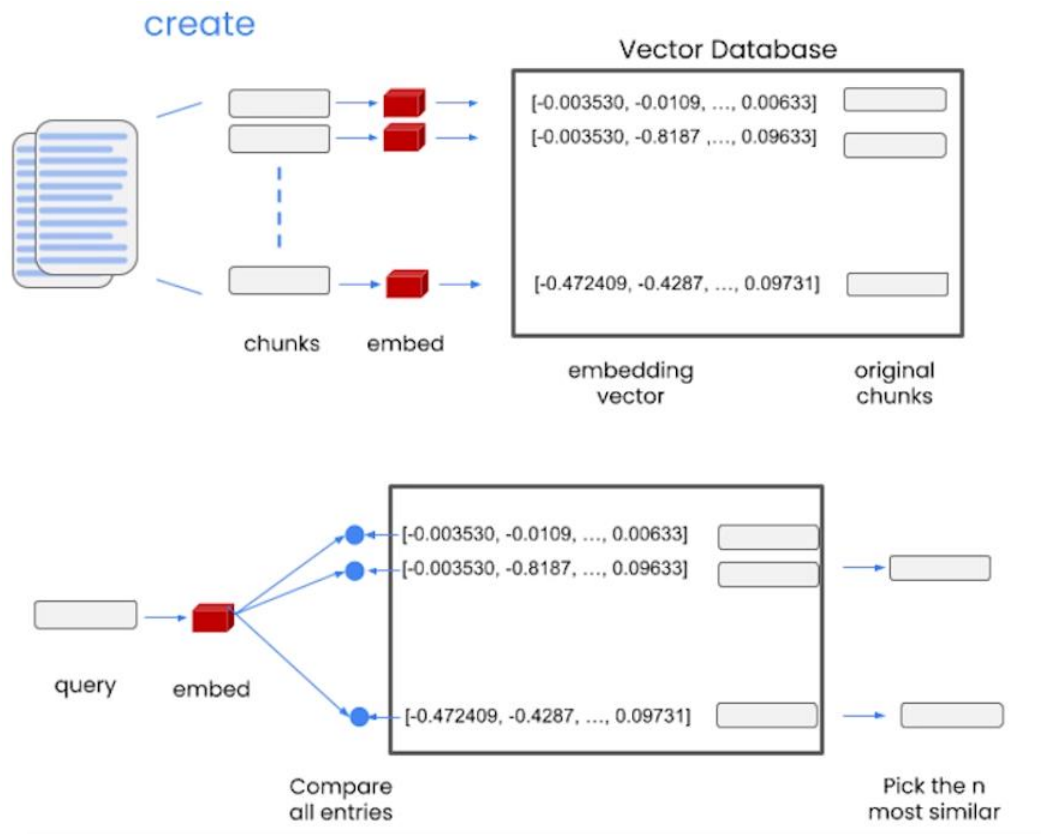 create
Vector Database
[-0.003530, -0.0109, ..., 0.00633]
[-0.003530, -0.8187 ,..., 0.09633]
[-0.472409, -0.4287, ..., 0.09731]
chunks
embed
embedding
vector
original
chunks
[-0.003530, -0.0109, ..., 0.00633]
[-0.003530, -0.8187, ..., 0.09633]
[-0.472409, -0.4287, ..., 0.09731]
query
embed
Compare
all entries
Pick the n
most similar